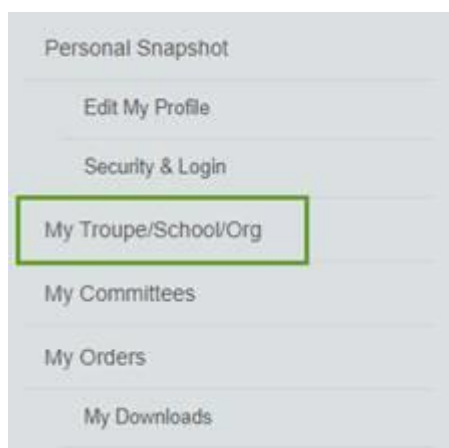 Personal Snapshot
Edit My Profile
Security & Login
My Troupe/School/Org
My Committees
My Orders
My Downloads